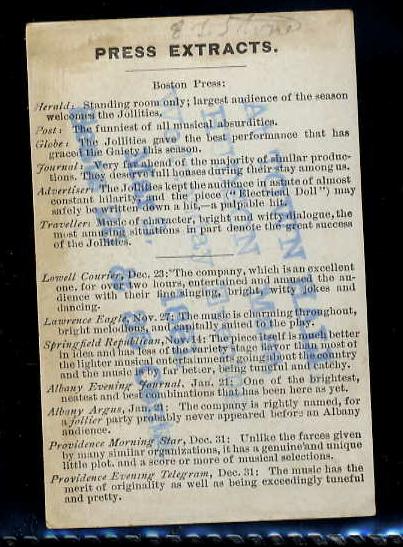 PRESS EXTRACTS.
Boston Press:
Herald: Standing room only; largest audience of the season
welcomes the Jollities.
Post: The funniest of all musical absurdities.
Globe: The Jollities gave the best performance that has
graced the Gaiety this season.
Journal: Very far ahead of the majority of similar produc-
tions. They deserve full houses during their stay among us.
Advertiser: The Jollities kept the audience in a state of almost
constant hilarity, and the piece ("Electrical Doll") may
safely be written down a hit,—a palpable hit.
Traveller: Music of character, bright and witty dialogue, the
most amusing situations in part denote the great success
of the Jollities.
Lowell Courier, Dec. 23: The company, which is an excellent
one, for over two hours, entertained and amused the au-
dience with their fine singing, bright, witty jokes and
dancing.
Lawrence Eagle, Nov. 27: The music is charming throughout,
bright melodious, and capitally suited to the play.
Springfield Republican, Nov. 14: The piece itself is much better
in idea and has less of the variety stage flavor than most of
the lighter musical entertainments going about the country
and the music is by far better, being tuneful and catchy.
Albany Evening Journal, Jan. 21: One of the brightest,
neatest and best combinations that has been here as yet.
Albany Argus, Jan. 21: The company is rightly named, for
a jollier party probably never appeared before an Albany
audience.
Providence Morning Star, Dec. 31: Unlike the farces given
by many similar organizations, it has a genuine and unique
little plot, and a score or more of musical selections.
Providence Evening Telegram, Dec. 31: The music has the
merit of originality as well as being exceedingly tuneful
and pretty.